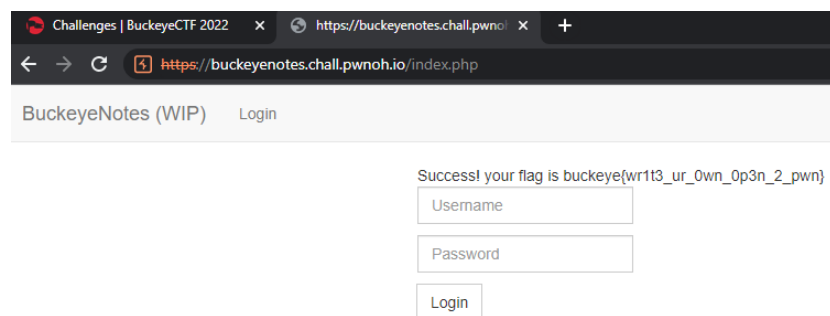 Challenges | BuckeyeCTF 2022
https://buckeyenotes.chall.pwnoh
https://buckeyenotes.chall.pwnoh.io/index.php
BuckeyeNotes (WIP) Login
Success! your flag is buckeye{wr1t3_ur_0wn_0p3n_2_pwn}
Username
Password
Login